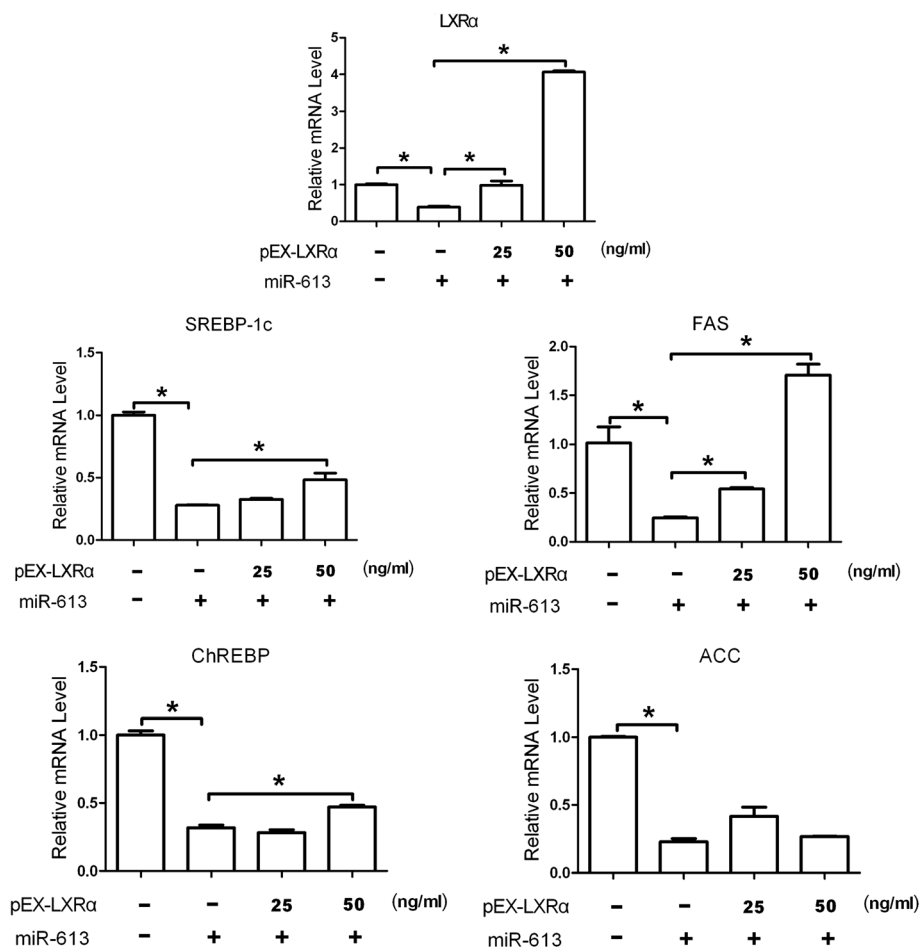 LXRα
Relative mRNA Level
5
4
3
2
1
0
* * *
pEX-LXRα - - 25 50 (ng/ml)
miR-613 - + + +
SREBP-1c
Relative mRNA Level
1.5
1.0
0.5
0.0
* *
pEX-LXRα - - 25 50 (ng/ml)
miR-613 - + + +
FAS
Relative mRNA Level
2.0
1.5
1.0
0.5
0.0
* * *
pEX-LXRα - - 25 50 (ng/ml)
miR-613 - + + +
ChREBP
Relative mRNA Level
1.5
1.0
0.5
0.0
* *
pEX-LXRα - - 25 50 (ng/ml)
miR-613 - + + +
ACC
Relative mRNA Level
1.5
1.0
0.5
0.0
*
pEX-LXRα - - 25 50 (ng/ml)
miR-613 - + + +